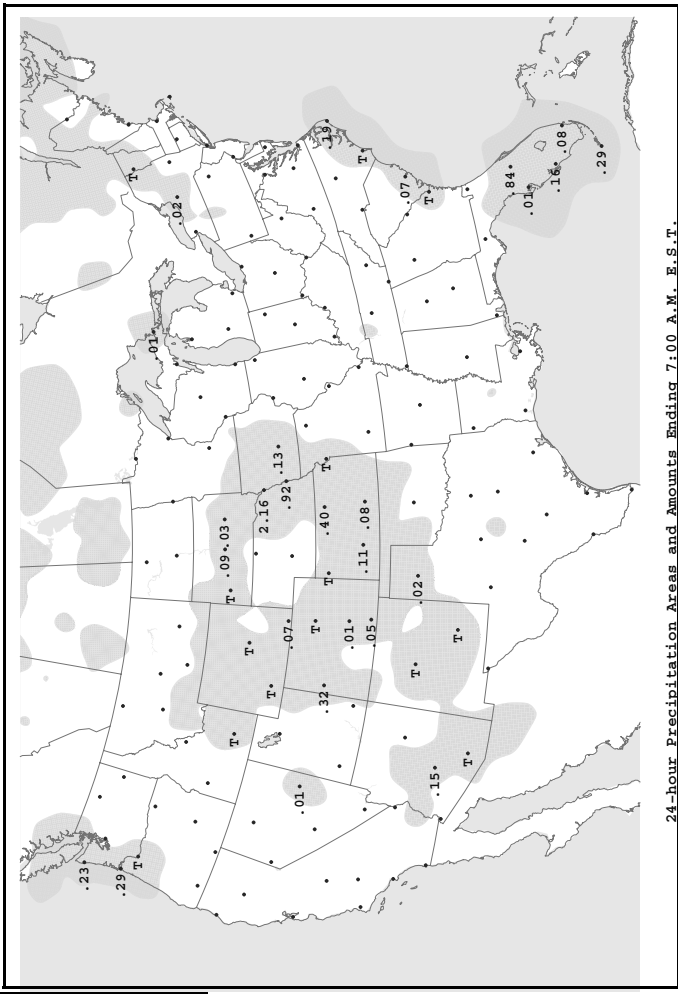 .23
.29
T
T
.01
.02
.09 .03
T
T
T
2.16
T
.13
.92
.07
.01
T
.32
.40
T
.19
T
.01
T
.11
.08
.05
.07
T
.02
T
.15
T
T
.84
.01
.16
.08
.29
24-hour Precipitation Areas and Amounts Ending 7:00 A.M. E.S.T.